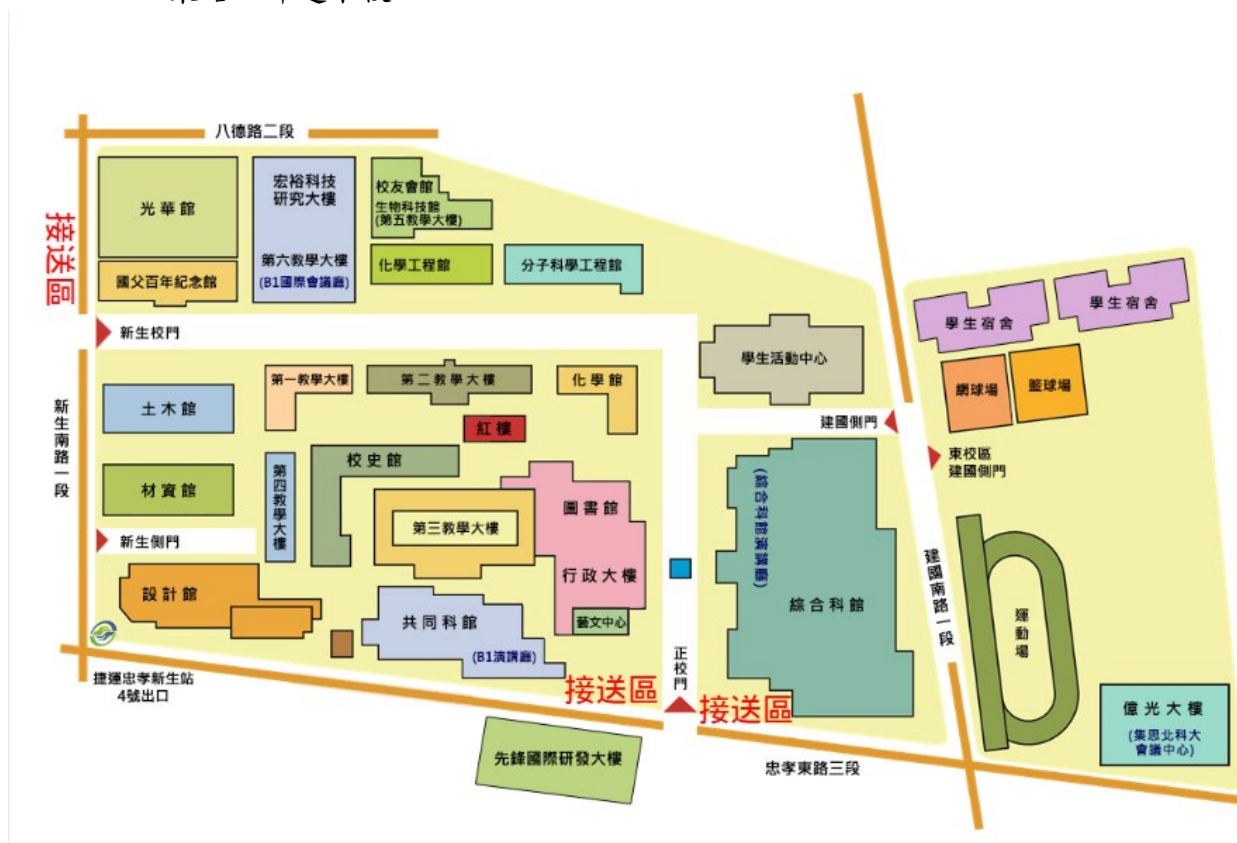 八德路二段
光華館
宏裕科技
研究大樓
第六教學大樓
(B1國際會議廳)
校友會館
生物科技館
(第五教學大樓)
國父百年紀念館
化學工程館
分子科學工程館
接送區
新生校門
學生活動中心
學生宿舍
學生宿舍
網球場
籃球場
第一教學大樓
第二教學大樓
化學館
土木館
紅樓
建國側門
東校區
建國側門
新生南路一段
校史館
第四教學大樓
材資館
圖書館
第三教學大樓
(綜合科館演講廳)
新生側門
行政大樓
綜合科館
建國南路一段
運動場
設計館
共同科館
(B1演講廳)
藝文中心
正校門
捷運忠孝新生站
4號出口
接送區
接送區
億光大樓
(集思北科大
會議中心)
先鋒國際研發大樓
忠孝東路三段